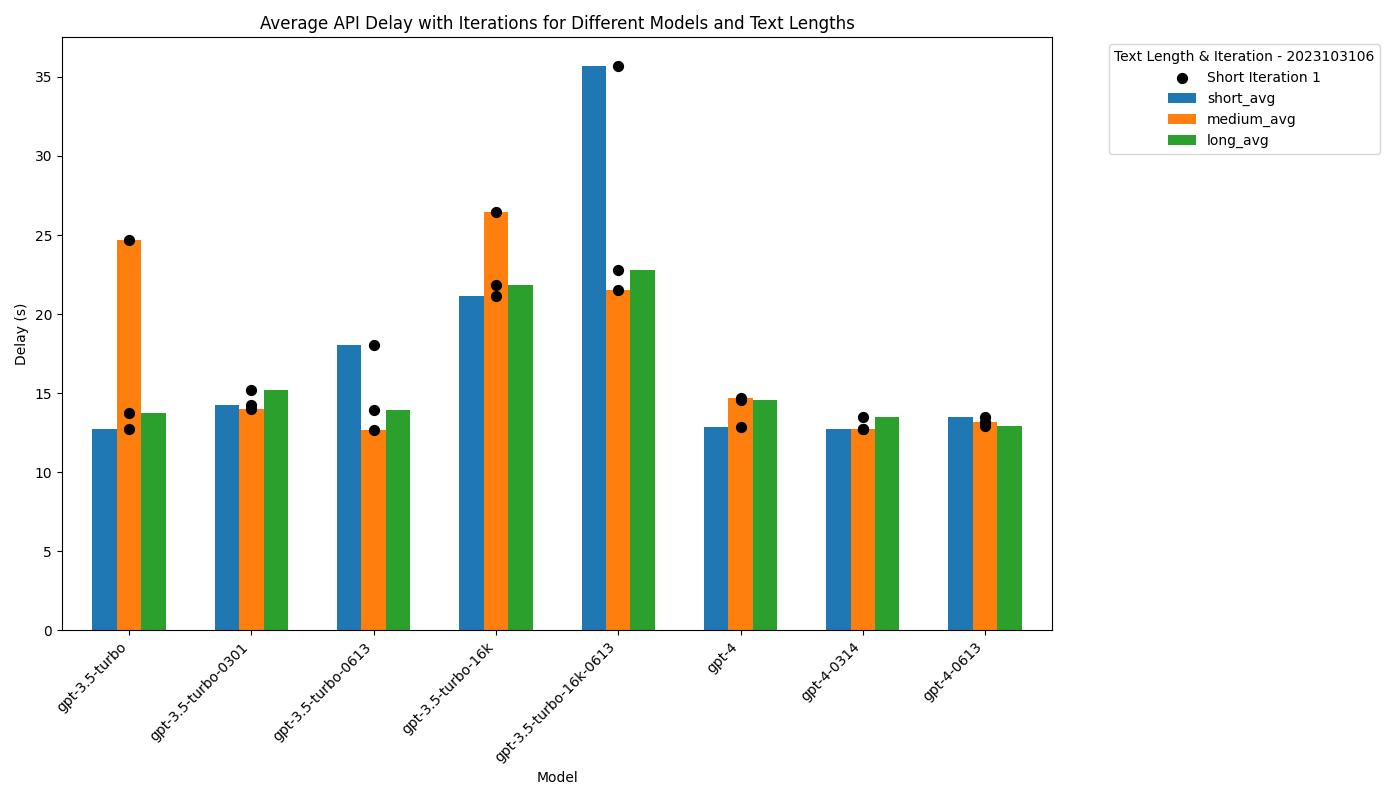 Average API Delay with Iterations for Different Models and Text Lengths
Text Length & Iteration - 2023103106
Short Iteration 1
short_avg
medium_avg
long_avg
Delay (s)
35
30
25
20
15
10
5
0
gpt-3.5-turbo
gpt-3.5-turbo-0301
gpt-3.5-turbo-0613
gpt-3.5-turbo-16k
gpt-3.5-turbo-16k-0613
gpt-4
gpt-4-0314
gpt-4-0613
Model